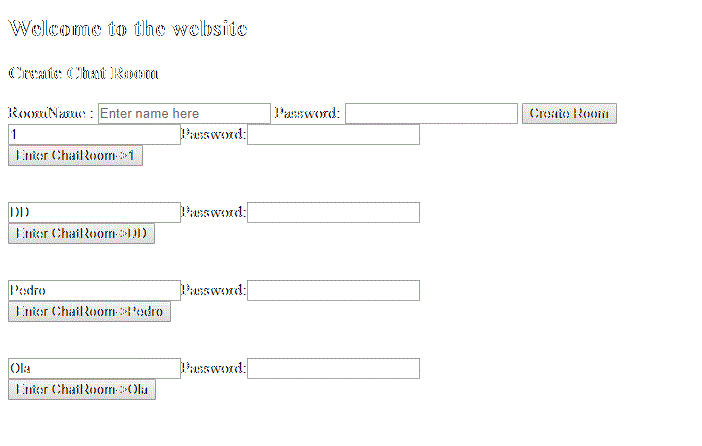 Welcome to the website
Create Chat Room
RoomName : Enter name here Password: Create Room
1 Password:
Enter ChatRoom->1
DD Password:
Enter ChatRoom->DD
Pedro Password:
Enter ChatRoom->Pedro
Ola Password:
Enter ChatRoom->Ola